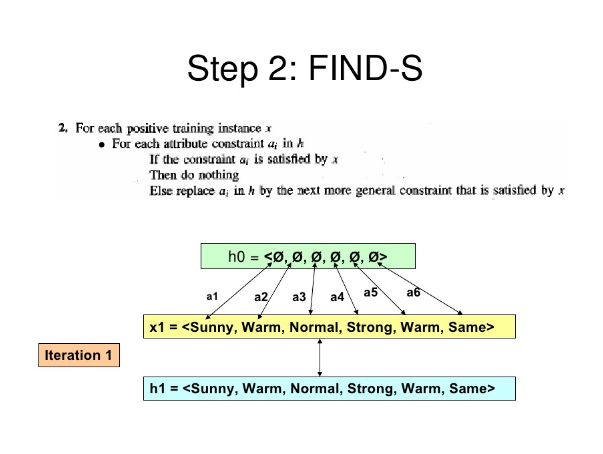 Step 2: FIND-S
2. For each positive training instance x
• For each attribute constraint aᵢ in h
If the constraint aᵢ is satisfied by x
Then do nothing
Else replace aᵢ in h by the next more general constraint that is satisfied by x
h0 = <Ø, Ø, Ø, Ø, Ø, Ø>
a1 a2 a3 a4 a5 a6
x1 = <Sunny, Warm, Normal, Strong, Warm, Same>
Iteration 1
h1 = <Sunny, Warm, Normal, Strong, Warm, Same>